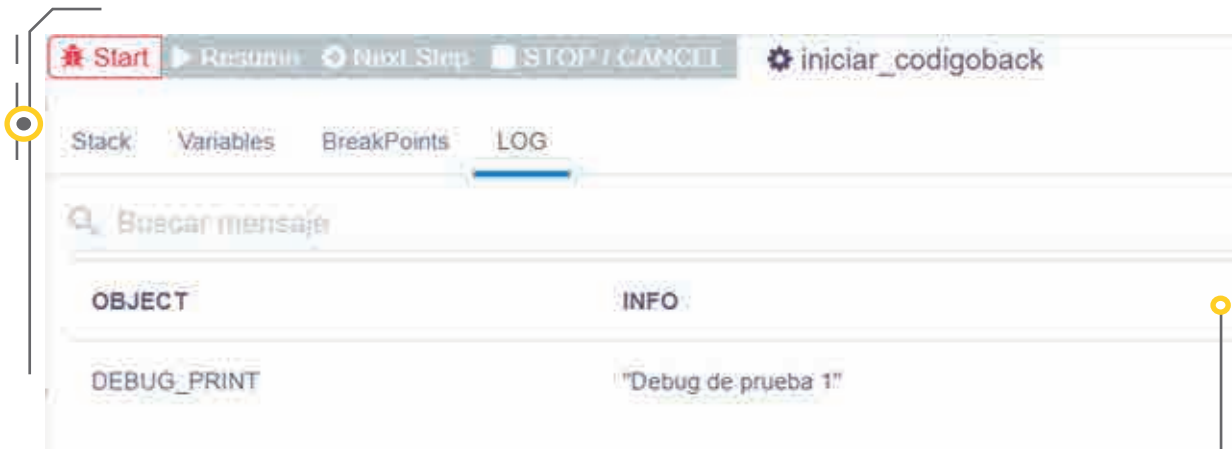 Start Resume Next Step STOP / CANCEL iniciar_codigoback
Stack Variables BreakPoints LOG
Buscar mensaje
OBJECT INFO
DEBUG_PRINT "Debug de prueba 1"